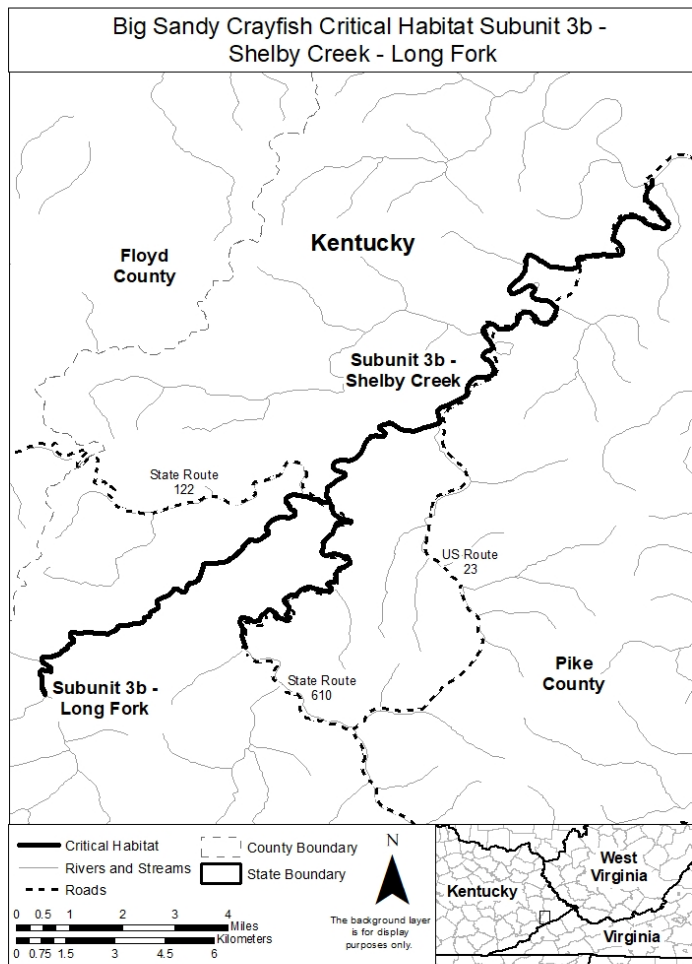 Big Sandy Crayfish Critical Habitat Subunit 3b -
Shelby Creek - Long Fork
Kentucky
Floyd
County
Subunit 3b -
Shelby Creek
State Route
122
US Route
23
Pike
County
Subunit 3b -
Long Fork
State Route
610
Critical Habitat
Rivers and Streams
Roads
County Boundary
State Boundary
N
The background layer
is for display
purposes only.
0 0.5 1 2 3 4
Miles
Kilometers
0 0.75 1.5 3 4.5 6
West
Virginia
Kentucky
Virginia